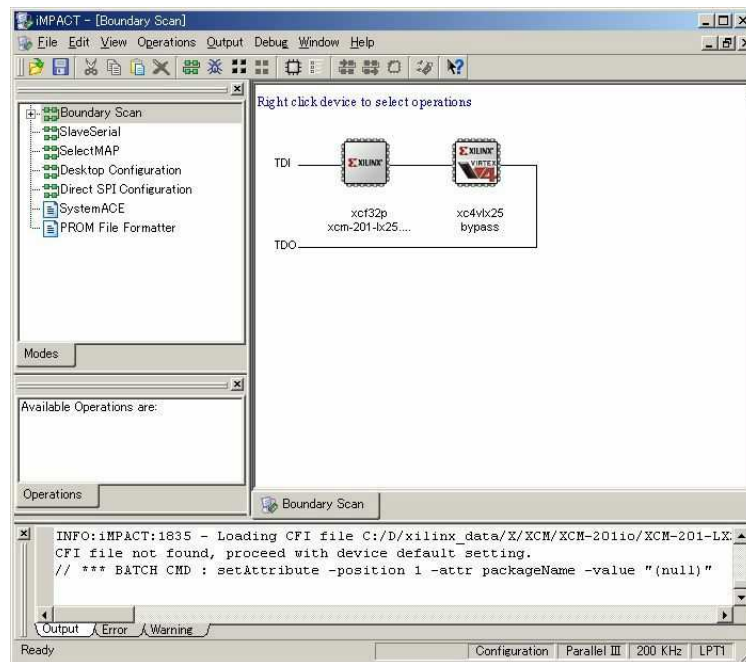 iMPACT - [Boundary Scan]
File Edit View Operations Output Debug Window Help
Boundary Scan
SlaveSerial
SelectMAP
Desktop Configuration
Direct SPI Configuration
SystemACE
PROM File Formatter
Modes
Available Operations are:
Operations
Right click device to select operations
TDI
XILINX
XILINX
VIRTEX
4
xcf32p
xcm-201-lx25....
xc4vlx25
bypass
TDO
Boundary Scan
INFO:iMPACT:1835 - Loading CFI file C:/D/xilinx_data/X/XCM/XCM-201io/XCM-201-LX
CFI file not found, proceed with device default setting.
// *** BATCH CMD : setAttribute -position 1 -attr packageName -value "(null)"
Output Error Warning
Ready Configuration Parallel III 200 KHz LPT1